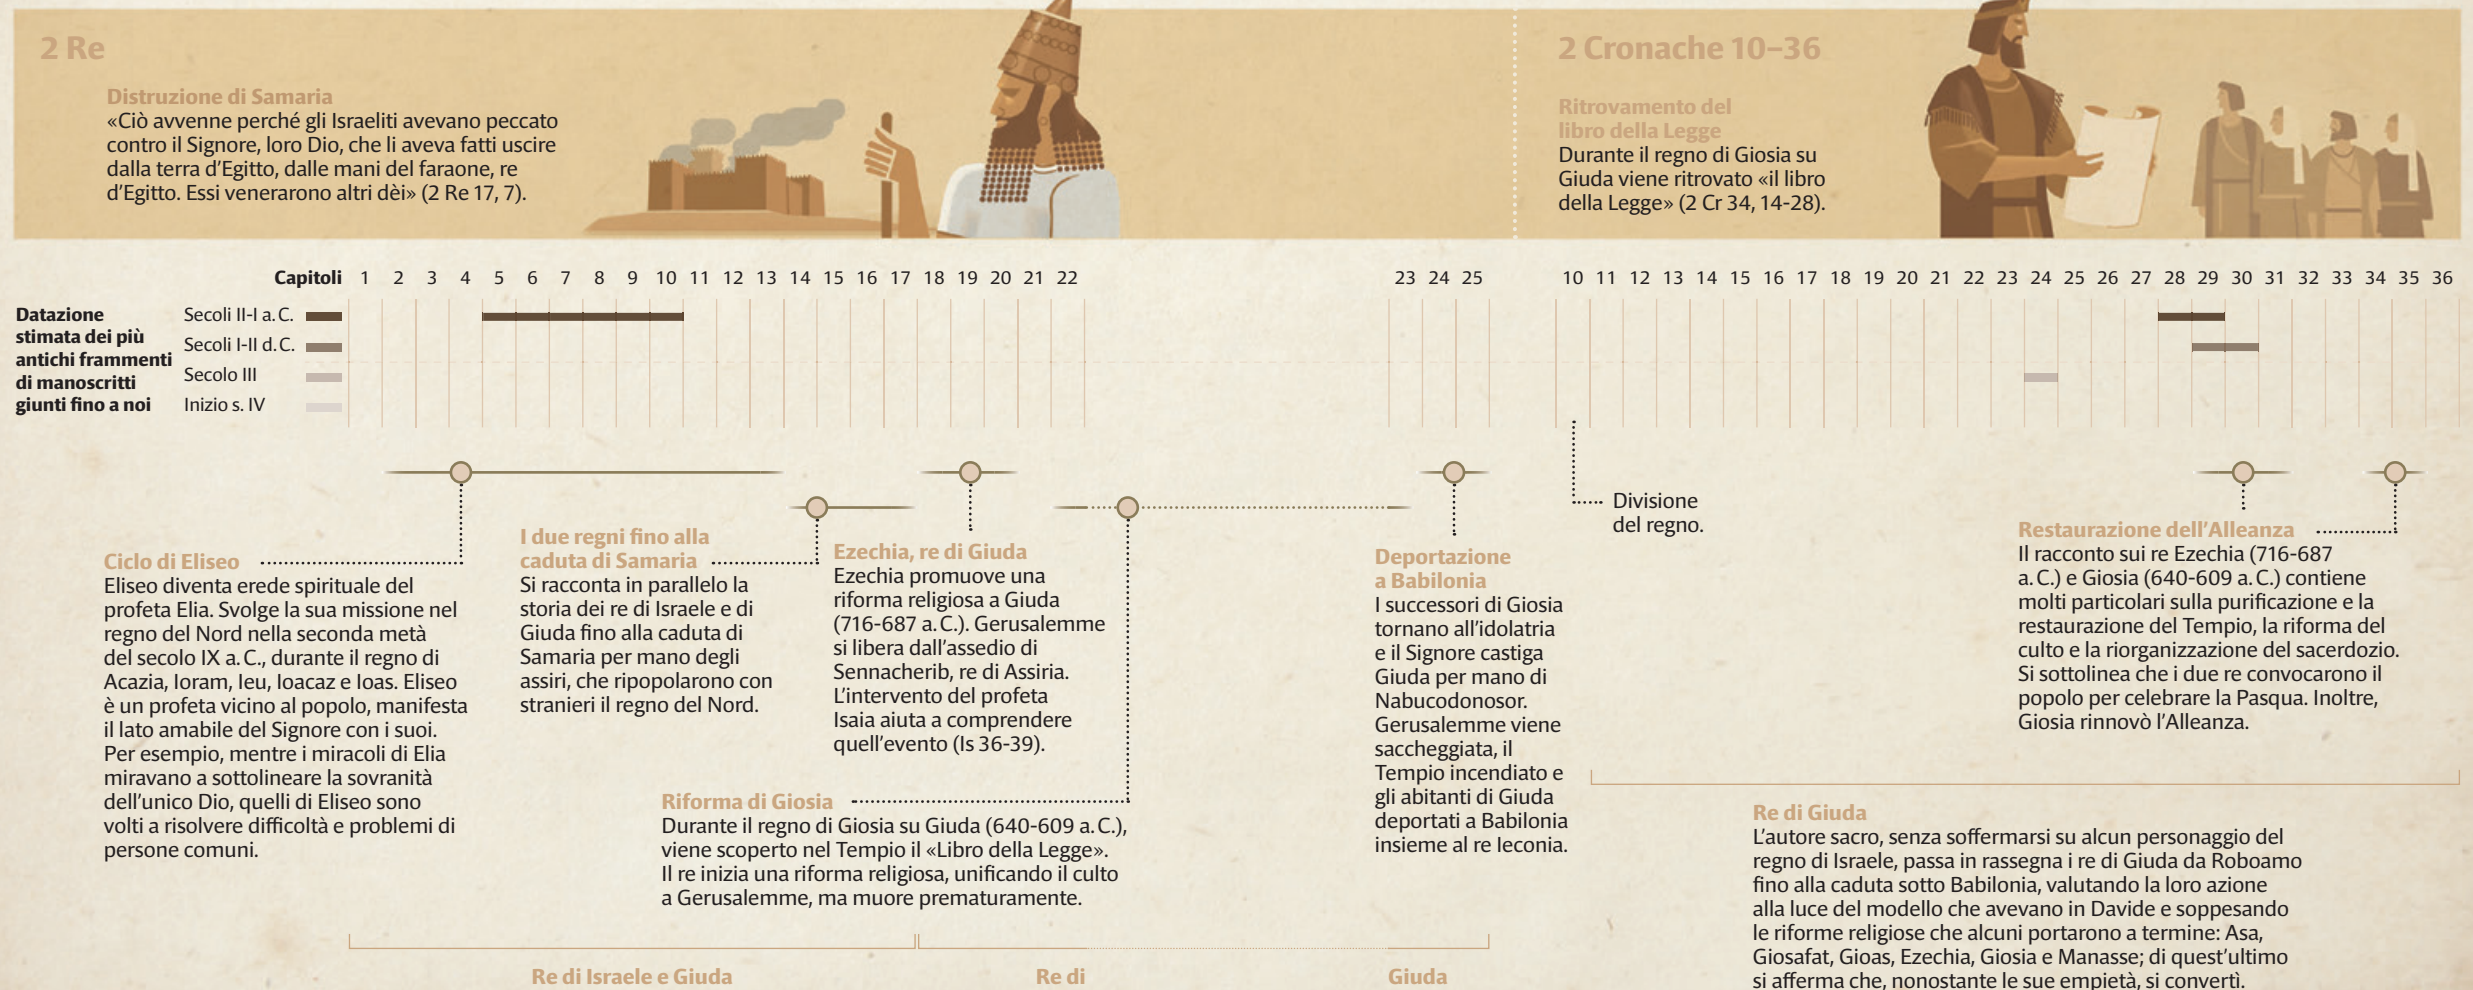 2 Re
Distruzione di Samaria
«Ciò avvenne perché gli Israeliti avevano peccato
contro il Signore, loro Dio, che li aveva fatti uscire
dalla terra d'Egitto, dalle mani del faraone, re
d'Egitto. Essi venerarono altri dèi» (2 Re 17, 7).
2 Cronache 10–36
Ritrovamento del
libro della Legge
Durante il regno di Giosia su
Giuda viene ritrovato «il libro
della Legge» (2 Cr 34, 14-28).
Capitoli 1 2 3 4 5 6 7 8 9 10 11 12 13 14 15 16 17 18 19 20 21 22 23 24 25 10 11 12 13 14 15 16 17 18 19 20 21 22 23 24 25 26 27 28 29 30 31 32 33 34 35 36
Datazione
stimata dei più
antichi frammenti
di manoscritti
giunti fino a noi
Secoli II-I a. C.
Secoli I-II d. C.
Secolo III
Inizio s. IV
Ciclo di Eliseo
Eliseo diventa erede spirituale del
profeta Elia. Svolge la sua missione nel
regno del Nord nella seconda metà
del secolo IX a. C., durante il regno di
Acazia, Ioram, Ieu, Ioacaz e Ioas. Eliseo
è un profeta vicino al popolo, manifesta
il lato amabile del Signore con i suoi.
Per esempio, mentre i miracoli di Elia
miravano a sottolineare la sovranità
dell'unico Dio, quelli di Eliseo sono
volti a risolvere difficoltà e problemi di
persone comuni.
I due regni fino alla
caduta di Samaria
Si racconta in parallelo la
storia dei re di Israele e di
Giuda fino alla caduta di
Samaria per mano degli
assiri, che ripopolarono con
stranieri il regno del Nord.
Ezechia, re di Giuda
Ezechia promuove una
riforma religiosa a Giuda
(716-687 a. C.). Gerusalemme
si libera dall'assedio di
Sennacherib, re di Assiria.
L'intervento del profeta
Isaia aiuta a comprendere
quell'evento (Is 36-39).
Riforma di Giosia
Durante il regno di Giosia su Giuda (640-609 a. C.),
viene scoperto nel Tempio il «Libro della Legge».
Il re inizia una riforma religiosa, unificando il culto
a Gerusalemme, ma muore prematuramente.
Deportazione
a Babilonia
I successori di Giosia
tornano all'idolatria
e il Signore castiga
Giuda per mano di
Nabucodonosor.
Gerusalemme viene
saccheggiata, il
Tempio incendiato e
gli abitanti di Giuda
deportati a Babilonia
insieme al re Ieconia.
Divisione
del regno.
Restaurazione dell'Alleanza
Il racconto sui re Ezechia (716-687
a. C.) e Giosia (640-609 a. C.) contiene
molti particolari sulla purificazione e la
restaurazione del Tempio, la riforma del
culto e la riorganizzazione del sacerdozio.
Si sottolinea che i due re convocarono il
popolo per celebrare la Pasqua. Inoltre,
Giosia rinnovò l'Alleanza.
Re di Giuda
L'autore sacro, senza soffermarsi su alcun personaggio del
regno di Israele, passa in rassegna i re di Giuda da Roboamo
fino alla caduta sotto Babilonia, valutando la loro azione
alla luce del modello che avevano in Davide e soppesando
le riforme religiose che alcuni portarono a termine: Asa,
Giosafat, Gioas, Ezechia, Giosia e Manasse; di quest'ultimo
si afferma che, nonostante le sue empietà, si convertì.
Re di Israele e Giuda
Re di Giuda